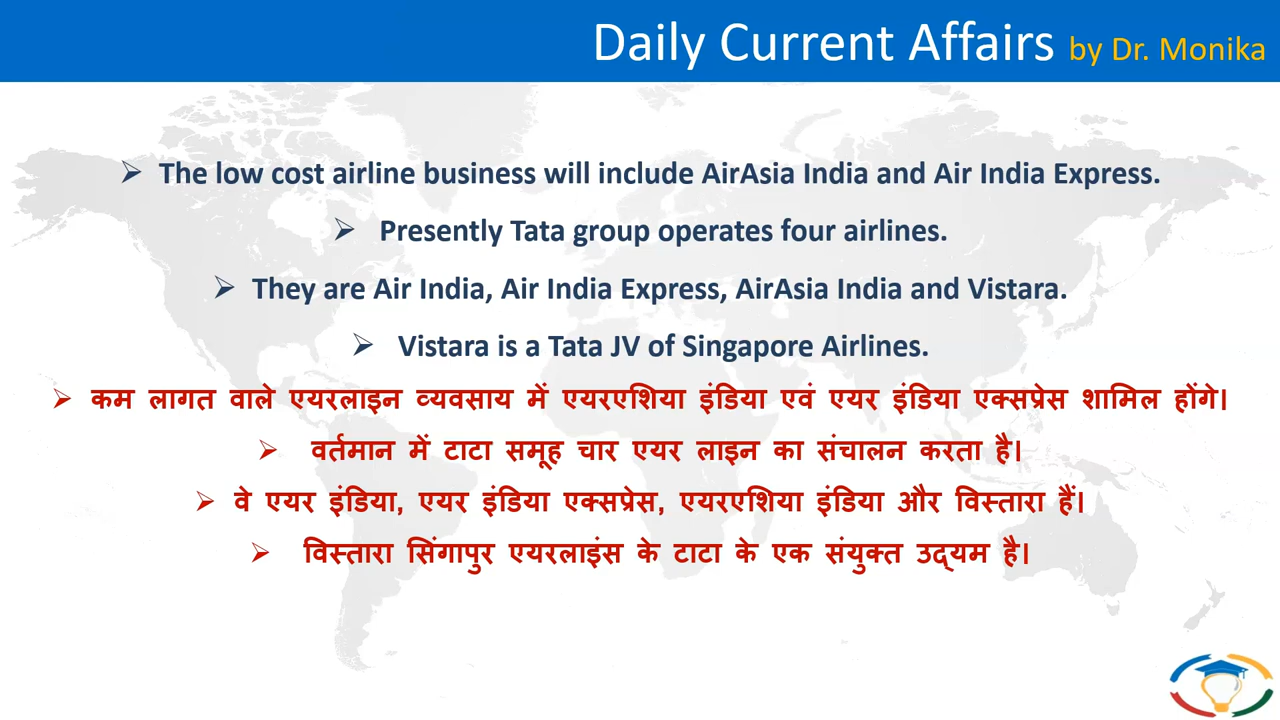 Daily Current Affairs by Dr. Monika
➢ The low cost airline business will include AirAsia India and Air India Express.
➢ Presently Tata group operates four airlines.
➢ They are Air India, Air India Express, AirAsia India and Vistara.
➢ Vistara is a Tata JV of Singapore Airlines.
➢ कम लागत वाले एयरलाइन व्यवसाय में एयरएशिया इंडिया एवं एयर इंडिया एक्सप्रेस शामिल होंगे।
➢ वर्तमान में टाटा समूह चार एयर लाइन का संचालन करता है।
➢ वे एयर इंडिया, एयर इंडिया एक्सप्रेस, एयरएशिया इंडिया और विस्तारा हैं।
➢ विस्तारा सिंगापुर एयरलाइंस के टाटा के एक संयुक्त उद्यम है।